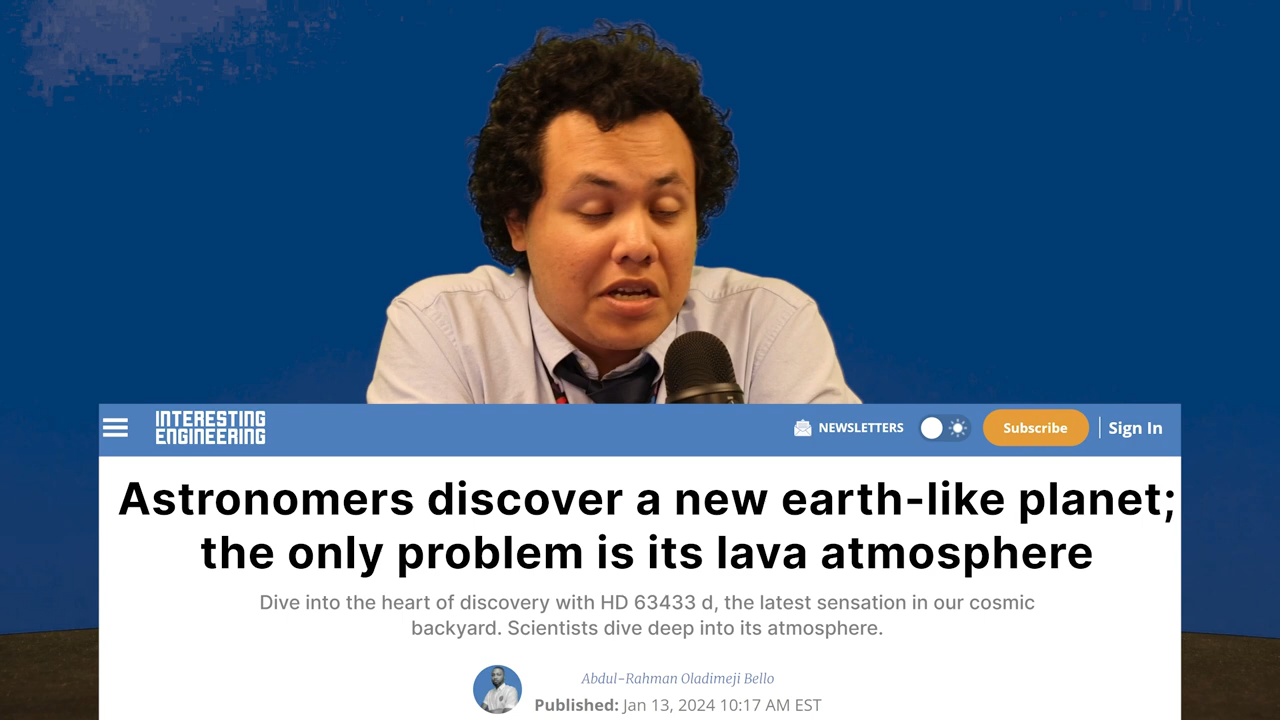 INTERESTING
ENGINEERING
NEWSLETTERS
Subscribe
Sign In
Astronomers discover a new earth-like planet;
the only problem is its lava atmosphere
Dive into the heart of discovery with HD 63433 d, the latest sensation in our cosmic
backyard. Scientists dive deep into its atmosphere.
Abdul-Rahman Oladimeji Bello
Published: Jan 13, 2024 10:17 AM EST